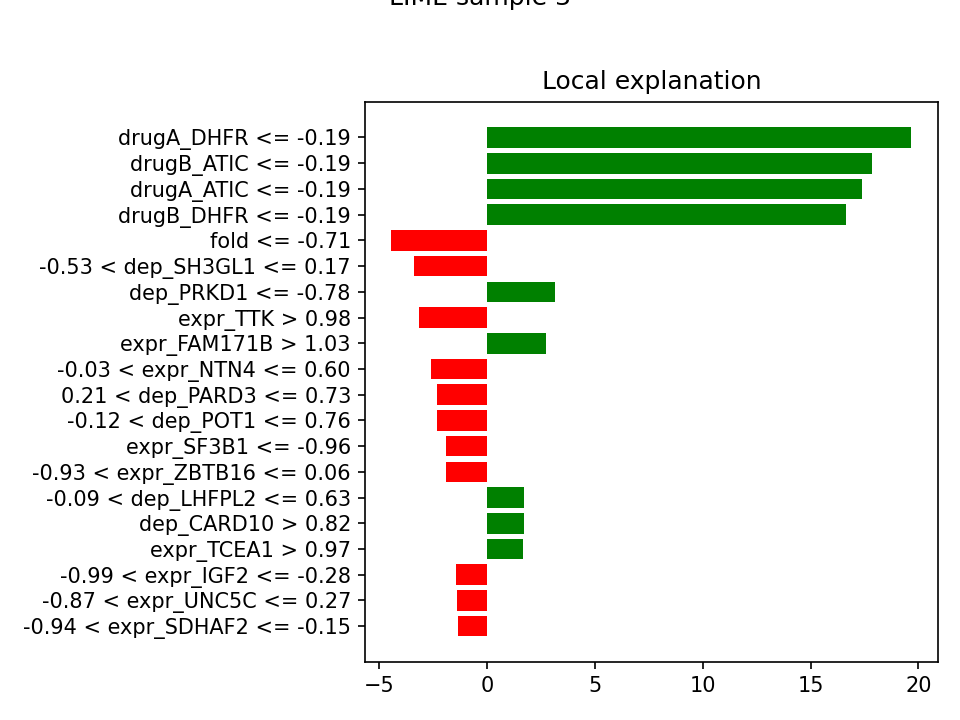 Local explanation
drugA_DHFR <= -0.19
drugB_ATIC <= -0.19
drugA_ATIC <= -0.19
drugB_DHFR <= -0.19
fold <= -0.71
-0.53 < dep_SH3GL1 <= 0.17
dep_PRKD1 <= -0.78
expr_TTK > 0.98
expr_FAM171B > 1.03
-0.03 < expr_NTN4 <= 0.60
0.21 < dep_PARD3 <= 0.73
-0.12 < dep_POT1 <= 0.76
expr_SF3B1 <= -0.96
-0.93 < expr_ZBTB16 <= 0.06
-0.09 < dep_LHFPL2 <= 0.63
dep_CARD10 > 0.82
expr_TCEA1 > 0.97
-0.99 < expr_IGF2 <= -0.28
-0.87 < expr_UNC5C <= 0.27
-0.94 < expr_SDHAF2 <= -0.15
−5 0 5 10 15 20